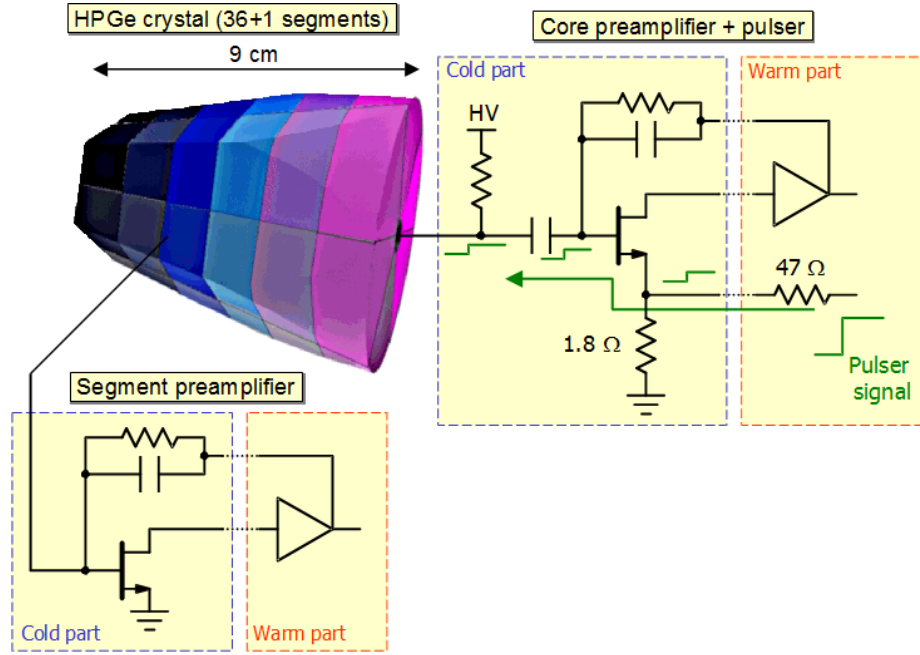 HPGe crystal (36+1 segments)
9 cm
Core preamplifier + pulser
Cold part
Warm part
HV
47 Ω
1.8 Ω
Pulser
signal
Segment preamplifier
Cold part
Warm part